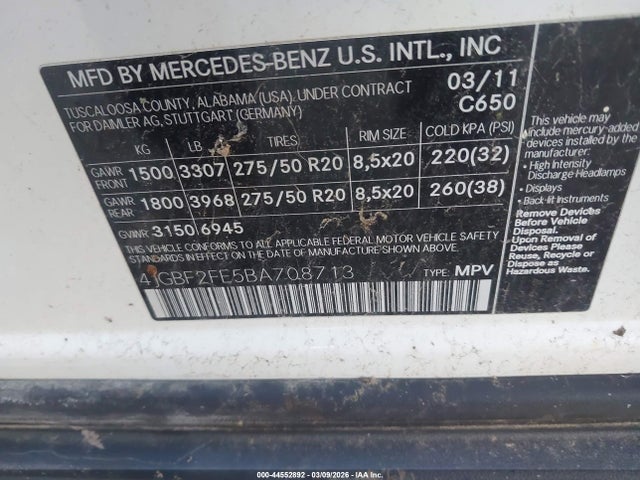 MFD BY MERCEDES-BENZ U.S. INTL., INC
TUSCALOOSA COUNTY, ALABAMA (USA). UNDER CONTRACT
FOR DAIMLER AG, STUTTGART (GERMANY)
03/11
C650
KG LB TIRES RIM SIZE COLD KPA (PSI)
GAWR FRONT 1500 3307 275/50 R20 8,5x20 220(32)
GAWR REAR 1800 3968 275/50 R20 8,5x20 260(38)
GVWR 3150 6945
THIS VEHICLE CONFORMS TO ALL APPLICABLE FEDERAL MOTOR VEHICLE SAFETY
STANDARDS IN EFFECT ON THE DATE OF MANUFACTURE SHOWN ABOVE.
4JGBF2FE5BA708713 TYPE: MPV
This vehicle may
include mercury-added
devices installed by the
manufacturer:
• High Intensity
Discharge Headlamps
• Displays
• Back-lit instruments
Remove Devices
Before Vehicle
Disposal.
Upon Removal of
Devices Please
Reuse, Recycle
or Dispose as
Hazardous Waste.
000-44552892 | 03/09/2026 - IAA Inc.